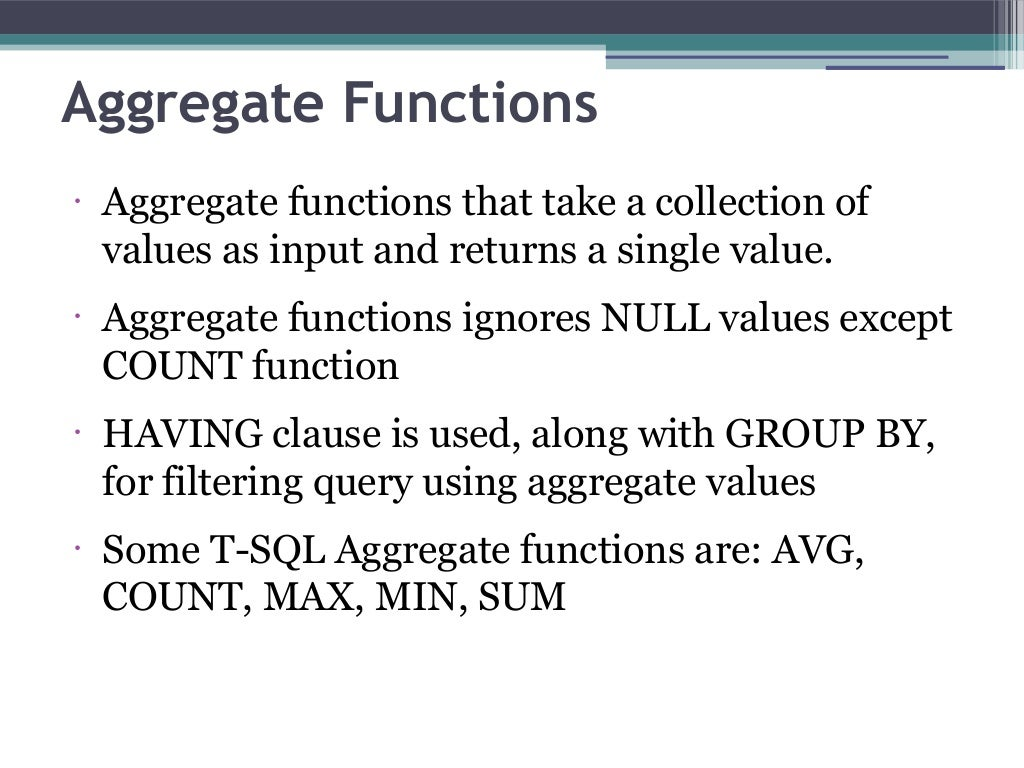 Aggregate Functions
· Aggregate functions that take a collection of
values as input and returns a single value.
· Aggregate functions ignores NULL values except
COUNT function
· HAVING clause is used, along with GROUP BY,
for filtering query using aggregate values
· Some T-SQL Aggregate functions are: AVG,
COUNT, MAX, MIN, SUM